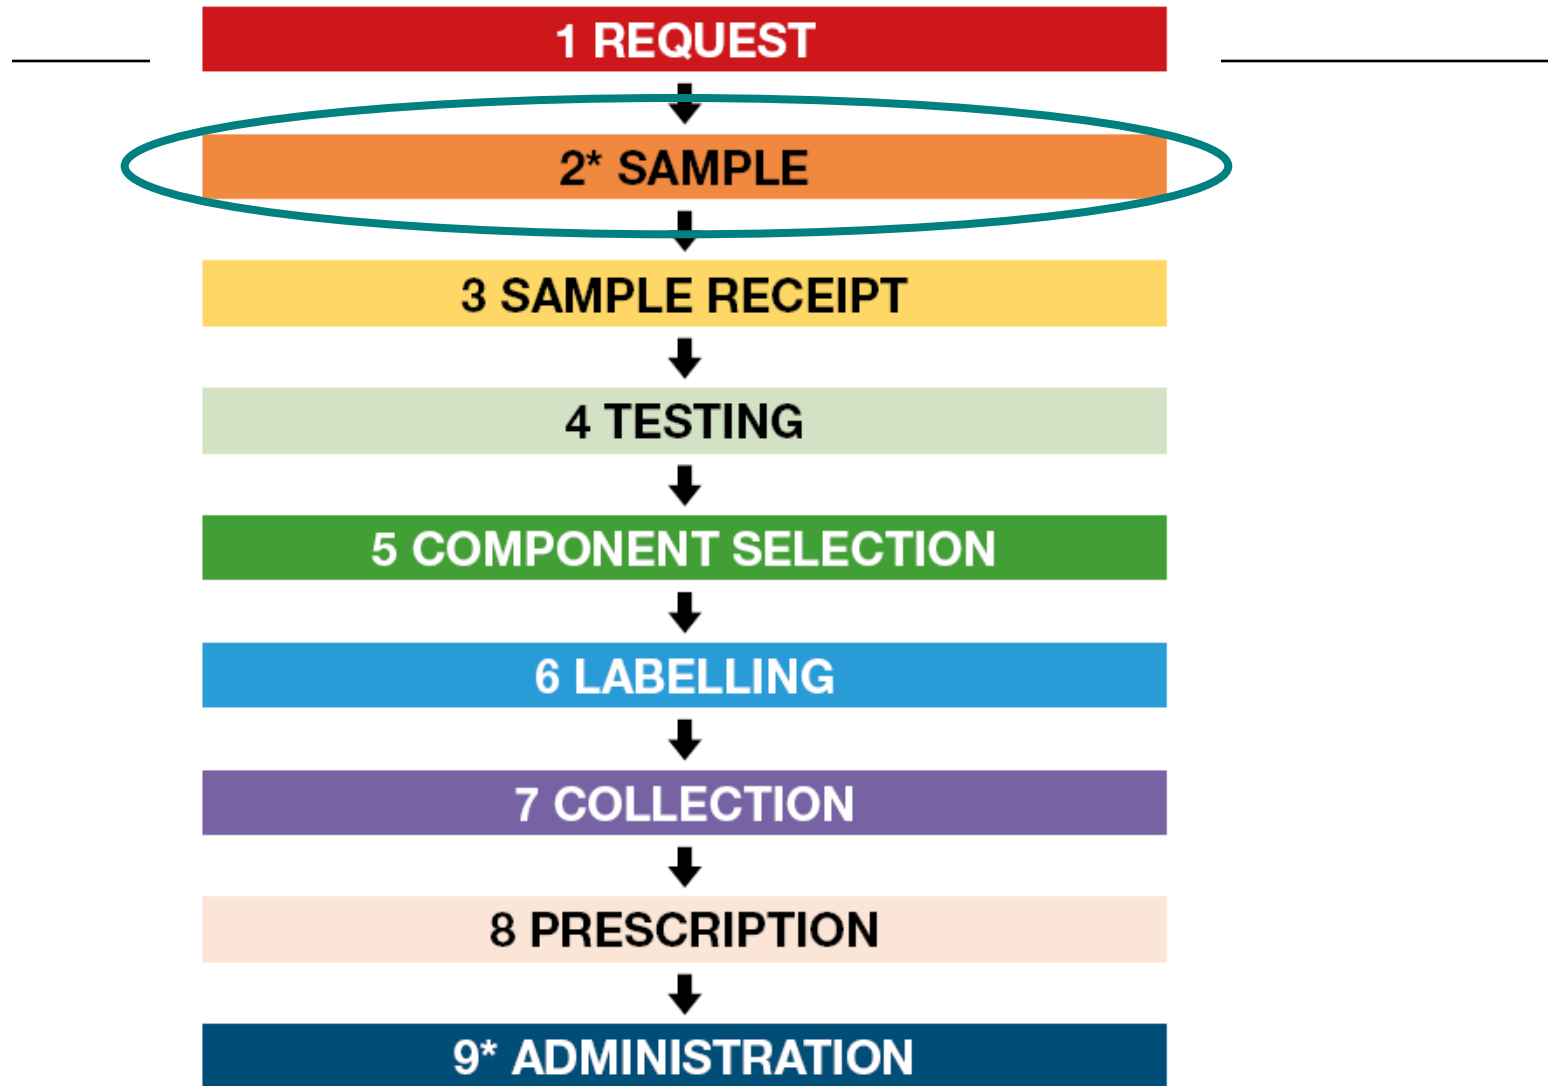 1 REQUEST
2* SAMPLE
3 SAMPLE RECEIPT
4 TESTING
5 COMPONENT SELECTION
6 LABELLING
7 COLLECTION
8 PRESCRIPTION
9* ADMINISTRATION